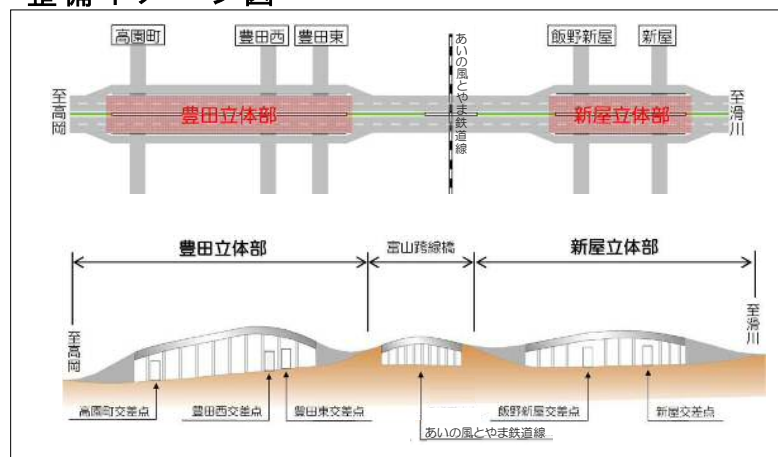 整備イメージ図
高園町
豊田西
豊田東
飯野新屋
新屋
あいの風とやま鉄道線
至高岡
豊田立体部
新屋立体部
至滑川
豊田立体部
富山跨線橋
新屋立体部
至高岡
至滑川
高園町交差点
豊田西交差点
豊田東交差点
飯野新屋交差点
新屋交差点
あいの風とやま鉄道線